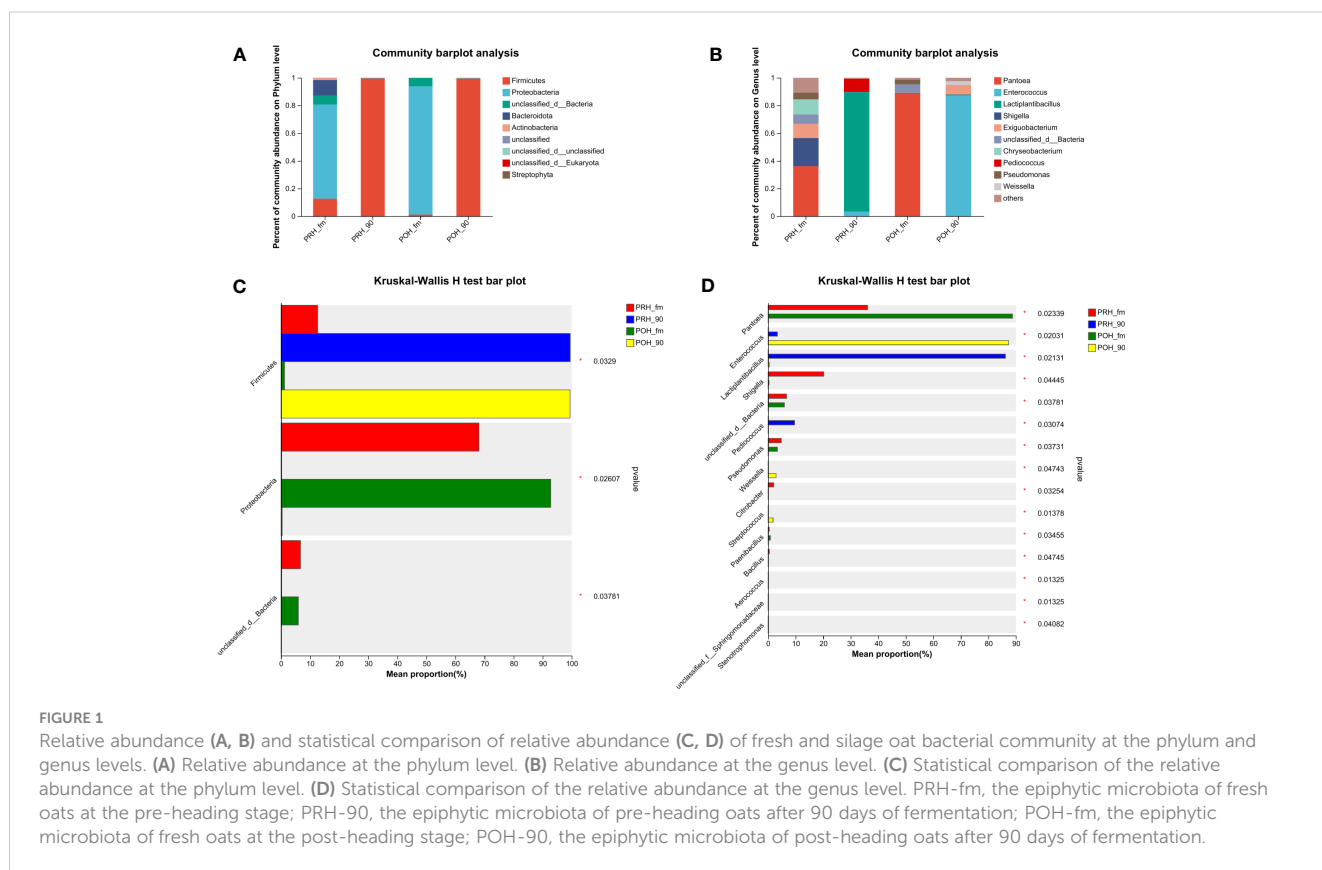 A
Community barplot analysis
Percent of community abundance on Phylum level
1
0.8
0.6
0.4
0.2
0
PRH_fm
PRH_90
POH_fm
POH_90
Firmicutes
Proteobacteria
unclassified_d__Bacteria
Bacteroidota
Actinobacteria
unclassified
unclassified_d__unclassified
unclassified_d__Eukaryota
Streptophyta
B
Community barplot analysis
Percent of community abundance on Genus level
1
0.8
0.6
0.4
0.2
0
PRH_fm
PRH_90
POH_fm
POH_90
Pantoea
Enterococcus
Lactiplantibacillus
Shigella
Exiguobacterium
unclassified_d__Bacteria
Chryseobacterium
Pediococcus
Pseudomonas
Weissella
others
C
Kruskal-Wallis H test bar plot
Firmicutes
Proteobacteria
unclassified_d__Bacteria
* 0.0329
* 0.02607
* 0.03781
pvalue
0 10 20 30 40 50 60 70 80 90 100
Mean proportion(%)
PRH_fm
PRH_90
POH_fm
POH_90
D
Kruskal-Wallis H test bar plot
Pantoea
Enterococcus
Lactiplantibacillus
Shigella
unclassified_d__Bacteria
Pediococcus
Pseudomonas
Weissella
Citrobacter
Streptococcus
Paenibacillus
Bacillus
Aerococcus
unclassified_f__Sphingomonadaceae
Stenotrophomonas
* 0.02339
* 0.02031
* 0.02131
* 0.04445
* 0.03781
* 0.03074
* 0.03731
* 0.04743
* 0.03254
* 0.01378
* 0.03455
* 0.04745
* 0.01325
* 0.01325
* 0.04082
pvalue
0 10 20 30 40 50 60 70 80 90
Mean proportion(%)
PRH_fm
PRH_90
POH_fm
POH_90
FIGURE 1
Relative abundance (A, B) and statistical comparison of relative abundance (C, D) of fresh and silage oat bacterial community at the phylum and
genus levels. (A) Relative abundance at the phylum level. (B) Relative abundance at the genus level. (C) Statistical comparison of the relative
abundance at the phylum level. (D) Statistical comparison of the relative abundance at the genus level. PRH-fm, the epiphytic microbiota of fresh
oats at the pre-heading stage; PRH-90, the epiphytic microbiota of pre-heading oats after 90 days of fermentation; POH-fm, the epiphytic
microbiota of fresh oats at the post-heading stage; POH-90, the epiphytic microbiota of post-heading oats after 90 days of fermentation.